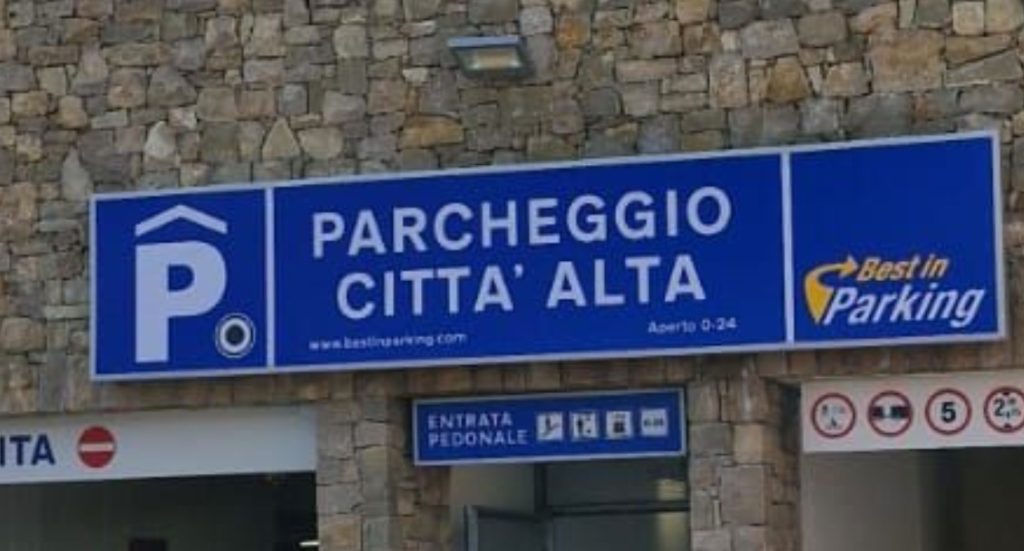 P
PARCHEGGIO
CITTA' ALTA
www.bestinparking.com
Aperto 0-24
Best in
Parking
ENTRATA
PEDONALE
ITA
5